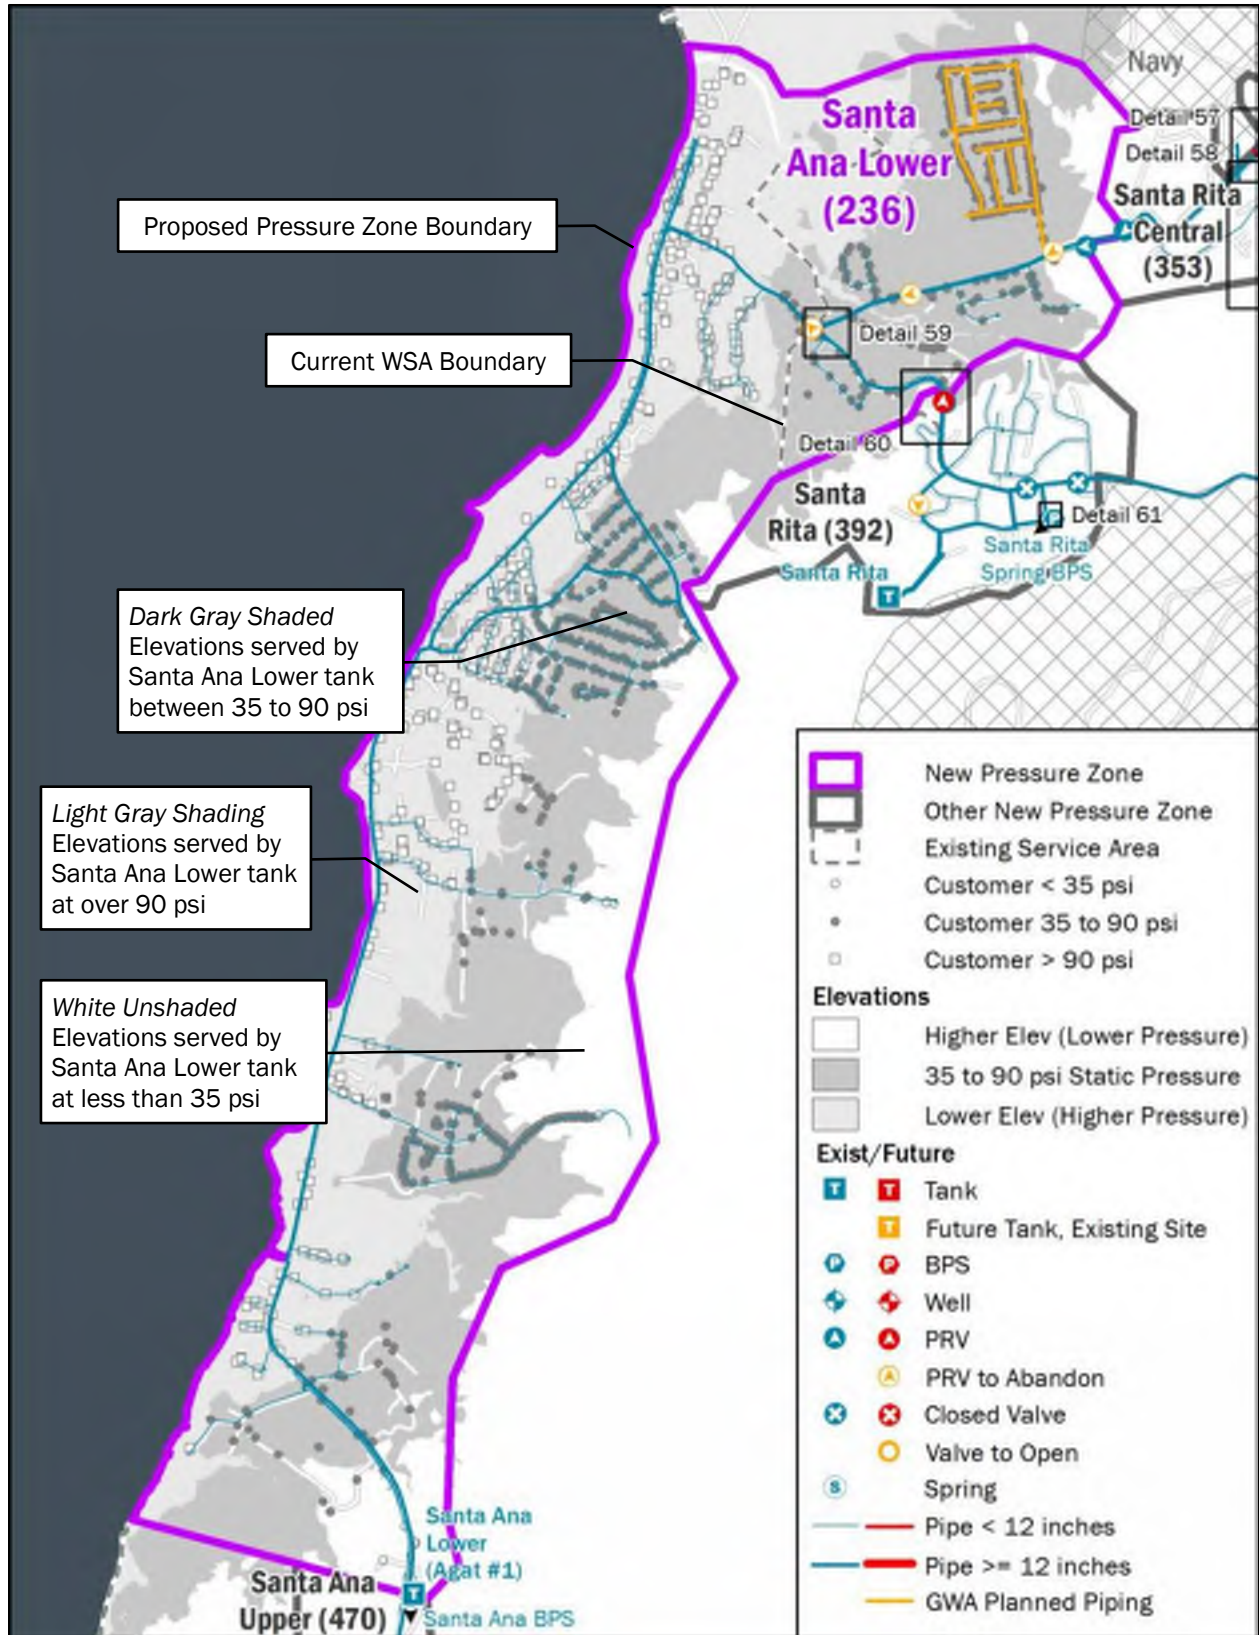 Navy
Detail 57
Detail 58
Santa
Ana Lower
(236)
Santa Rita
Central
(353)
Proposed Pressure Zone Boundary
Current WSA Boundary
Detail 59
Detail 60
Santa
Rita (392)
Detail 61
Santa Rita
Spring BPS
Santa Rita
T
Dark Gray Shaded
Elevations served by
Santa Ana Lower tank
between 35 to 90 psi
Light Gray Shading
Elevations served by
Santa Ana Lower tank
at over 90 psi
White Unshaded
Elevations served by
Santa Ana Lower tank
at less than 35 psi
New Pressure Zone
Other New Pressure Zone
Existing Service Area
Customer < 35 psi
Customer 35 to 90 psi
Customer > 90 psi
Elevations
Higher Elev (Lower Pressure)
35 to 90 psi Static Pressure
Lower Elev (Higher Pressure)
Exist/Future
T T Tank
T Future Tank, Existing Site
P P BPS
Well
PRV
PRV to Abandon
Closed Valve
Valve to Open
S Spring
Pipe < 12 inches
Pipe >= 12 inches
GWA Planned Piping
Santa Ana
Lower
(Agat #1)
T
Santa Ana
Upper (470)
Santa Ana BPS